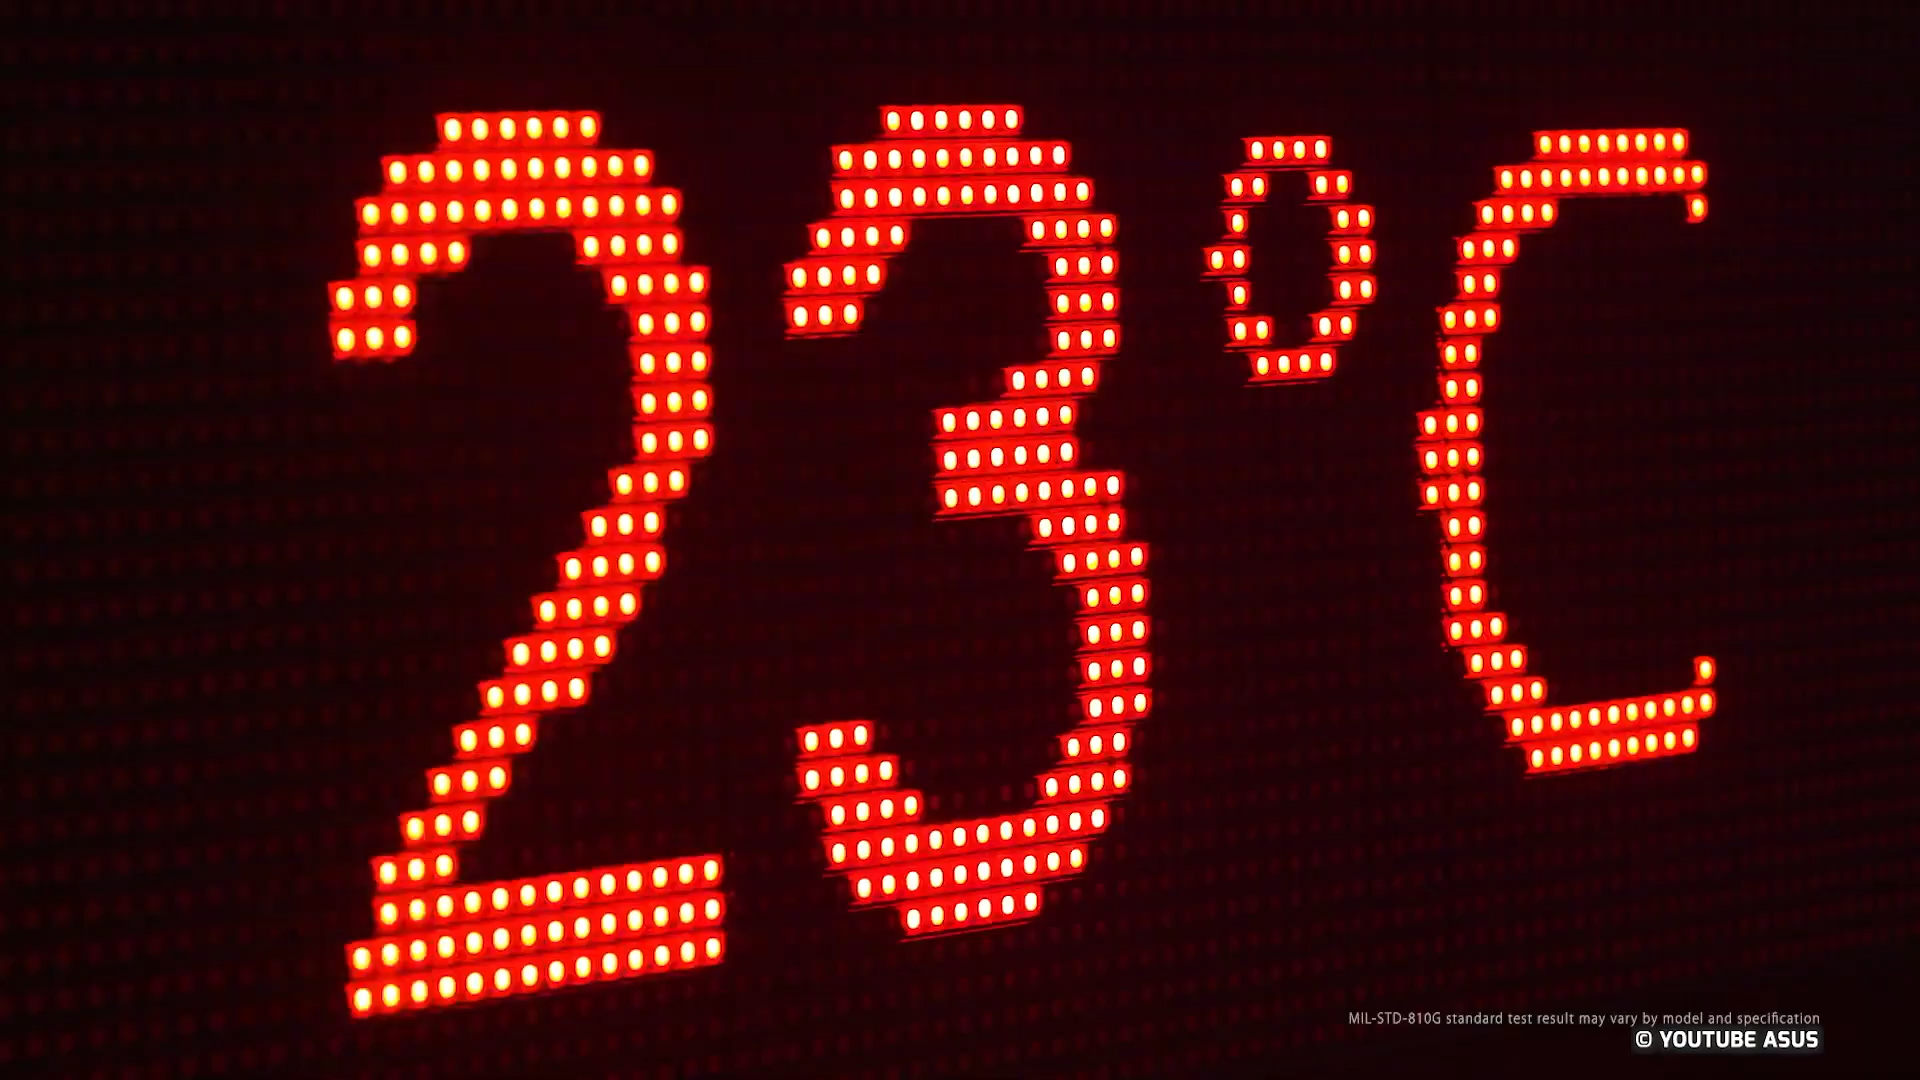 23°C
MIL-STD-810G standard test result may vary by model and specification
© YOUTUBE ASUS